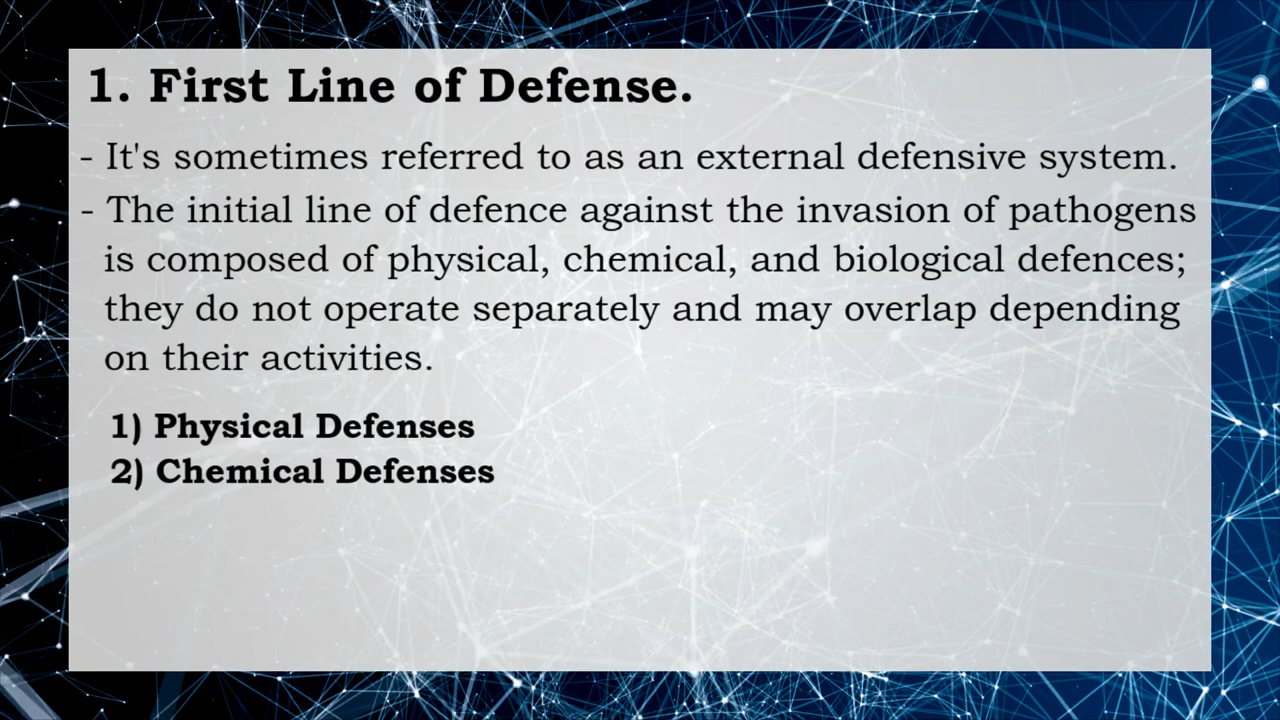 1. First Line of Defense.
- It's sometimes referred to as an external defensive system.
- The initial line of defence against the invasion of pathogens
is composed of physical, chemical, and biological defences;
they do not operate separately and may overlap depending
on their activities.
1) Physical Defenses
2) Chemical Defenses